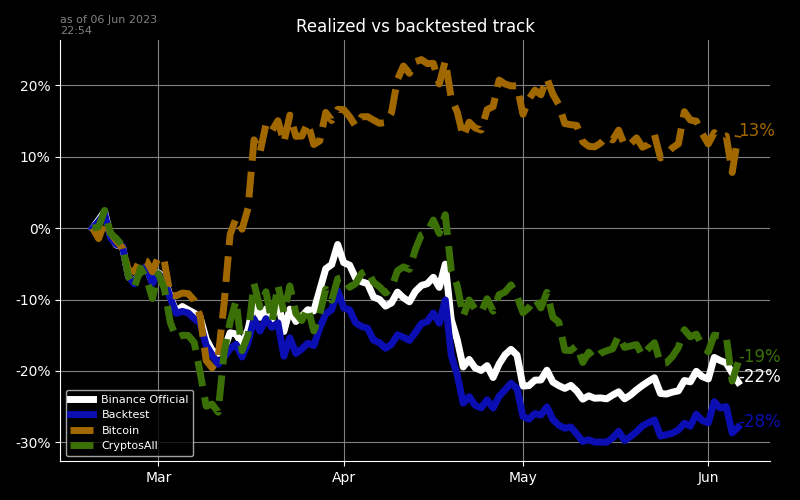 as of 06 Jun 2023
22:54
Realized vs backtested track
20%
10%
0%
-10%
-20%
-30%
13%
-19%
-22%
-28%
Binance Official
Backtest
Bitcoin
CryptosAll
Mar
Apr
May
Jun